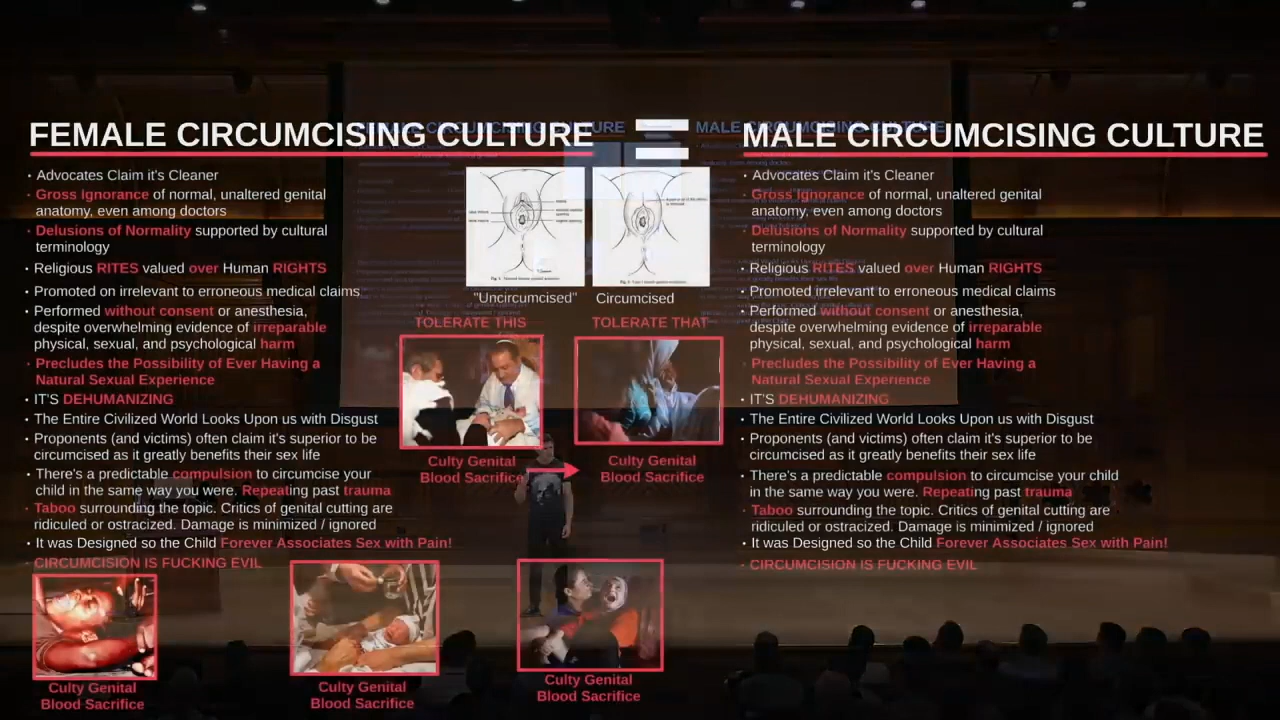 FEMALE CIRCUMCISING CULTURE
· Advocates Claim it's Cleaner
· Gross Ignorance of normal, unaltered genital
anatomy, even among doctors
· Delusions of Normality supported by cultural
terminology
· Religious RITES valued over Human RIGHTS
· Promoted on irrelevant to erroneous medical claims
· Performed without consent or anesthesia,
despite overwhelming evidence of irreparable
physical, sexual, and psychological harm
· Precludes the Possibility of Ever Having a
Natural Sexual Experience
· IT'S DEHUMANIZING
· The Entire Civilized World Looks Upon us with Disgust
· Proponents (and victims) often claim it's superior to be
circumcised as it greatly benefits their sex life
· There's a predictable compulsion to circumcise your
child in the same way you were. Repeating past trauma
· Taboo surrounding the topic. Critics of genital cutting are
ridiculed or ostracized. Damage is minimized / ignored
· It was Designed so the Child Forever Associates Sex with Pain!
· CIRCUMCISION IS FUCKING EVIL
"Uncircumcised"
Circumcised
TOLERATE THIS
TOLERATE THAT
Culty Genital
Blood Sacrifice
Culty Genital
Blood Sacrifice
Culty Genital
Blood Sacrifice
Culty Genital
Blood Sacrifice
Culty Genital
Blood Sacrifice
MALE CIRCUMCISING CULTURE
· Advocates Claim it's Cleaner
· Gross Ignorance of normal, unaltered genital
anatomy, even among doctors
· Delusions of Normality supported by cultural
terminology
· Religious RITES valued over Human RIGHTS
· Promoted irrelevant to erroneous medical claims
· Performed without consent or anesthesia,
despite overwhelming evidence of irreparable
physical, sexual, and psychological harm
· Precludes the Possibility of Ever Having a
Natural Sexual Experience
· IT'S DEHUMANIZING
· The Entire Civilized World Looks Upon us with Disgust
· Proponents (and victims) often claim it's superior to be
circumcised as it greatly benefits their sex life
· There's a predictable compulsion to circumcise your child
in the same way you were. Repeating past trauma
· Taboo surrounding the topic. Critics of genital cutting are
ridiculed or ostracized. Damage is minimized / ignored
· It was Designed so the Child Forever Associates Sex with Pain!
· CIRCUMCISION IS FUCKING EVIL
FEMALE CIRCUMCISING CULTURE
MALE CIRCUMCISING CULTURE